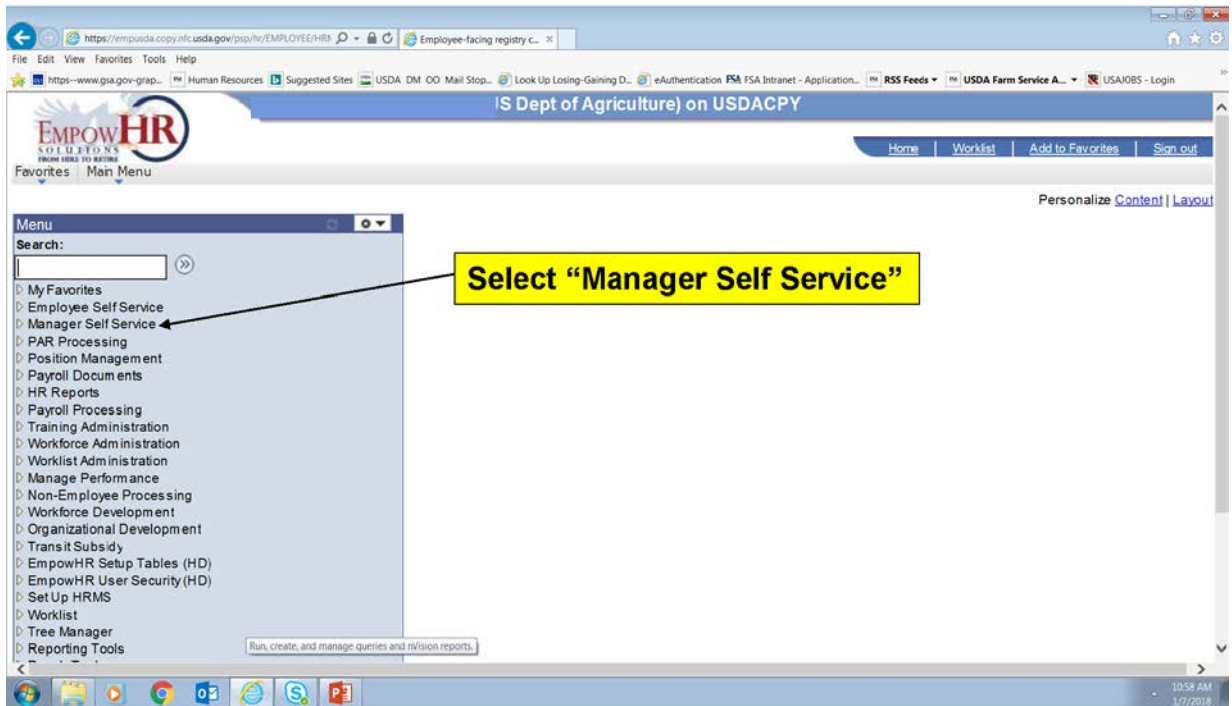 https://empusda.copy.nfc.usda.gov/psp/hr/EMPLOYEE/HRM
Employee-facing registry c...
File Edit View Favorites Tools Help
https--www.gsa.gov-grap... Human Resources Suggested Sites USDA DM OO Mail Stop... Look Up Losing-Gaining D... eAuthentication FSA FSA Intranet - Application... RSS Feeds USDA Farm Service A... USAJOBS - Login
S Dept of Agriculture) on USDACPY
EMPOWHR
SOLUTIONS
FROM HIRE TO RETIRE
Home | Worklist | Add to Favorites | Sign out
Favorites Main Menu
Personalize Content | Layout
Menu
Search:
Select “Manager Self Service”
My Favorites
Employee Self Service
Manager Self Service
PAR Processing
Position Management
Payroll Documents
HR Reports
Payroll Processing
Training Administration
Workforce Administration
Worklist Administration
Manage Performance
Non-Employee Processing
Workforce Development
Organizational Development
Transit Subsidy
EmpowHR Setup Tables (HD)
EmpowHR User Security (HD)
Set Up HRMS
Worklist
Tree Manager
Reporting Tools
Run, create, and manage queries and nVision reports.
10:58 AM
1/7/2018